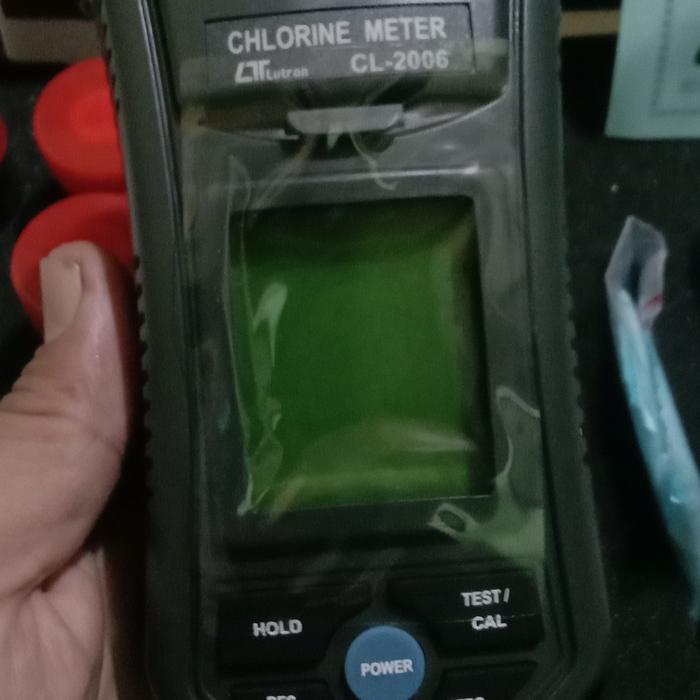 CHLORINE METER
Lutron CL-2006
HOLD
TEST/
CAL
POWER